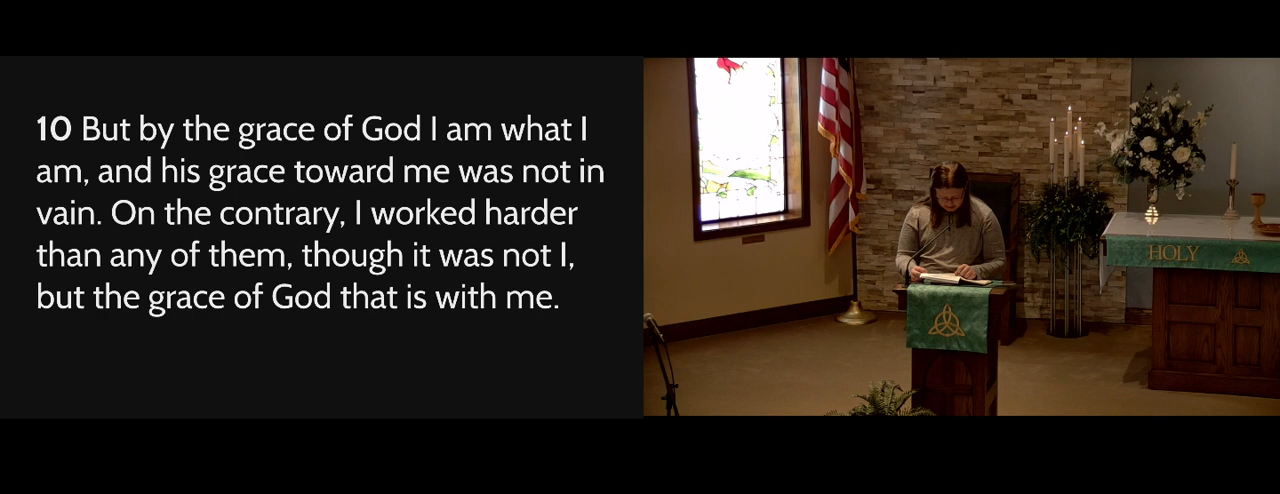 10 But by the grace of God I am what I
am, and his grace toward me was not in
vain. On the contrary, I worked harder
than any of them, though it was not I,
but the grace of God that is with me.
HOLY